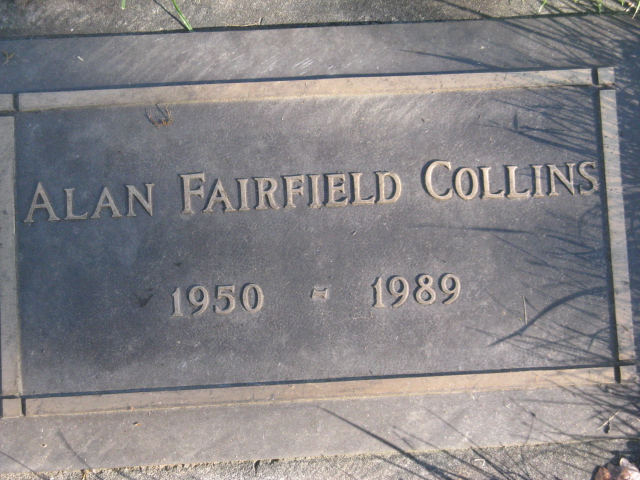 ALAN FAIRFIELD COLLINS
1950 - 1989